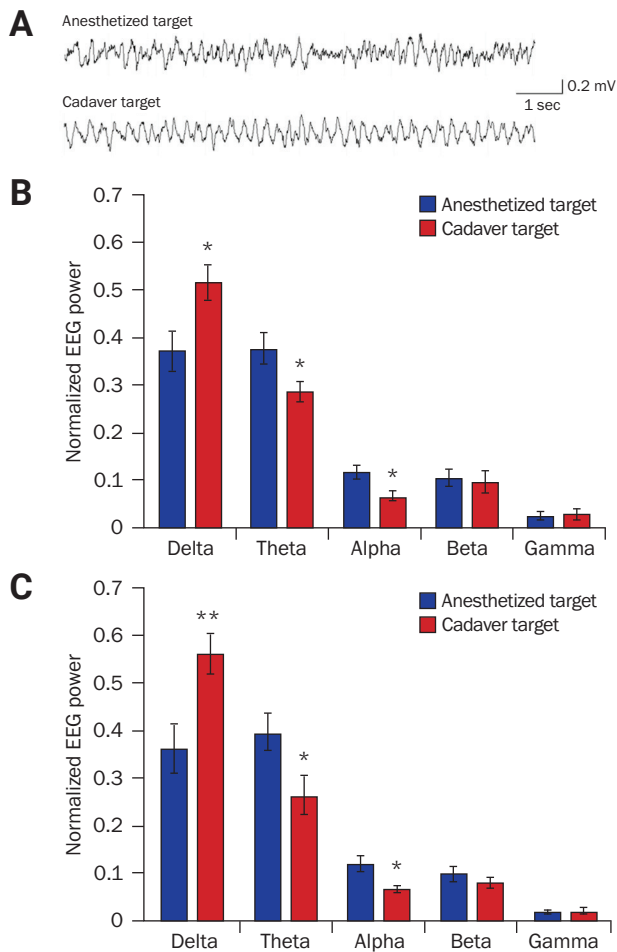 A
Anesthetized target
0.2 mV
1 sec
Cadaver target
B
0.7
0.6
0.5
0.4
0.3
0.2
0.1
0
Normalized EEG power
Anesthetized target
Cadaver target
*
*
*
Delta Theta Alpha Beta Gamma
C
0.7
0.6
0.5
0.4
0.3
0.2
0.1
0
Normalized EEG power
Anesthetized target
Cadaver target
**
*
*
Delta Theta Alpha Beta Gamma